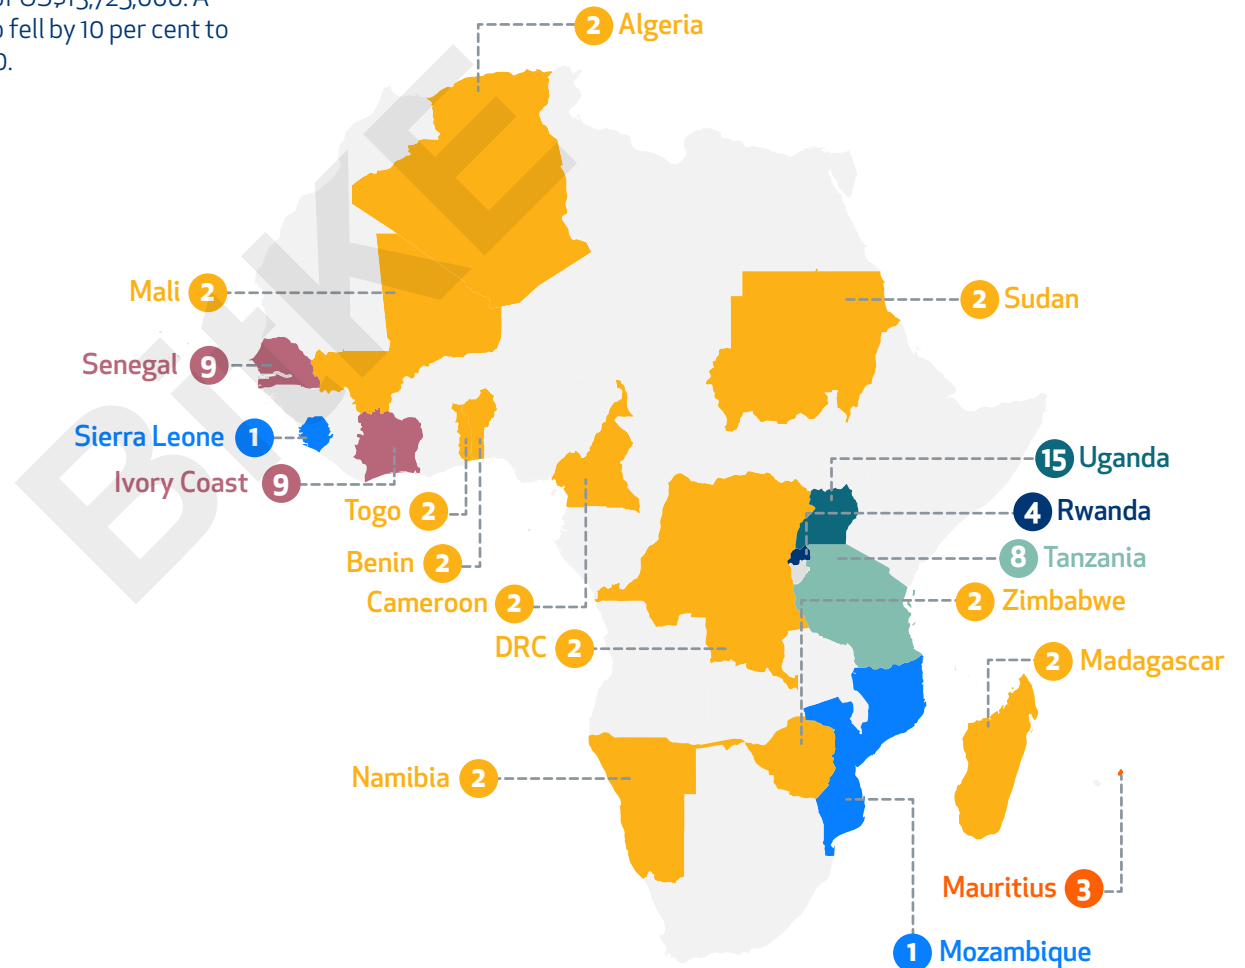 fell by 10 per cent to
2 Algeria
Mali 2
2 Sudan
Senegal 9
Sierra Leone 1
Ivory Coast 9
15 Uganda
Togo 2
4 Rwanda
Benin 2
8 Tanzania
Cameroon 2
2 Zimbabwe
DRC 2
2 Madagascar
Namibia 2
Mauritius 3
1 Mozambique